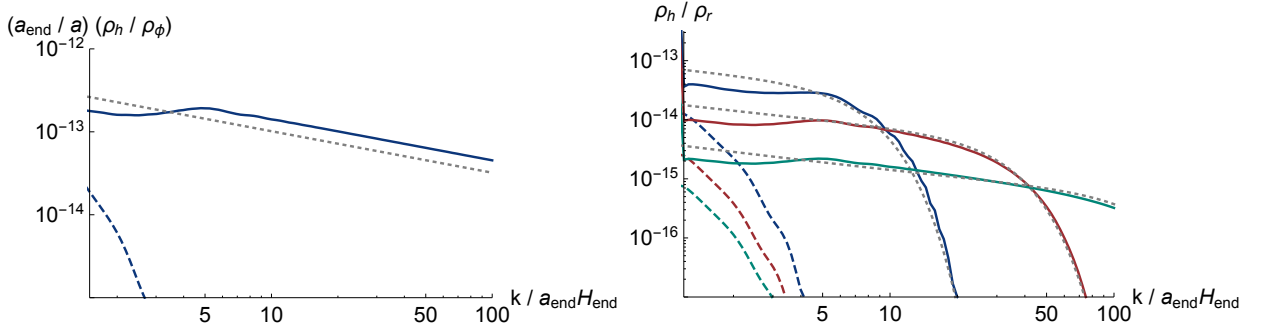 (a_end / a) (ρ_h / ρ_ϕ)
10^-12
10^-13
10^-14
5 10 50 100
k / a_end H_end
ρ_h / ρ_r
10^-13
10^-14
10^-15
10^-16
5 10 50 100
k / a_end H_end